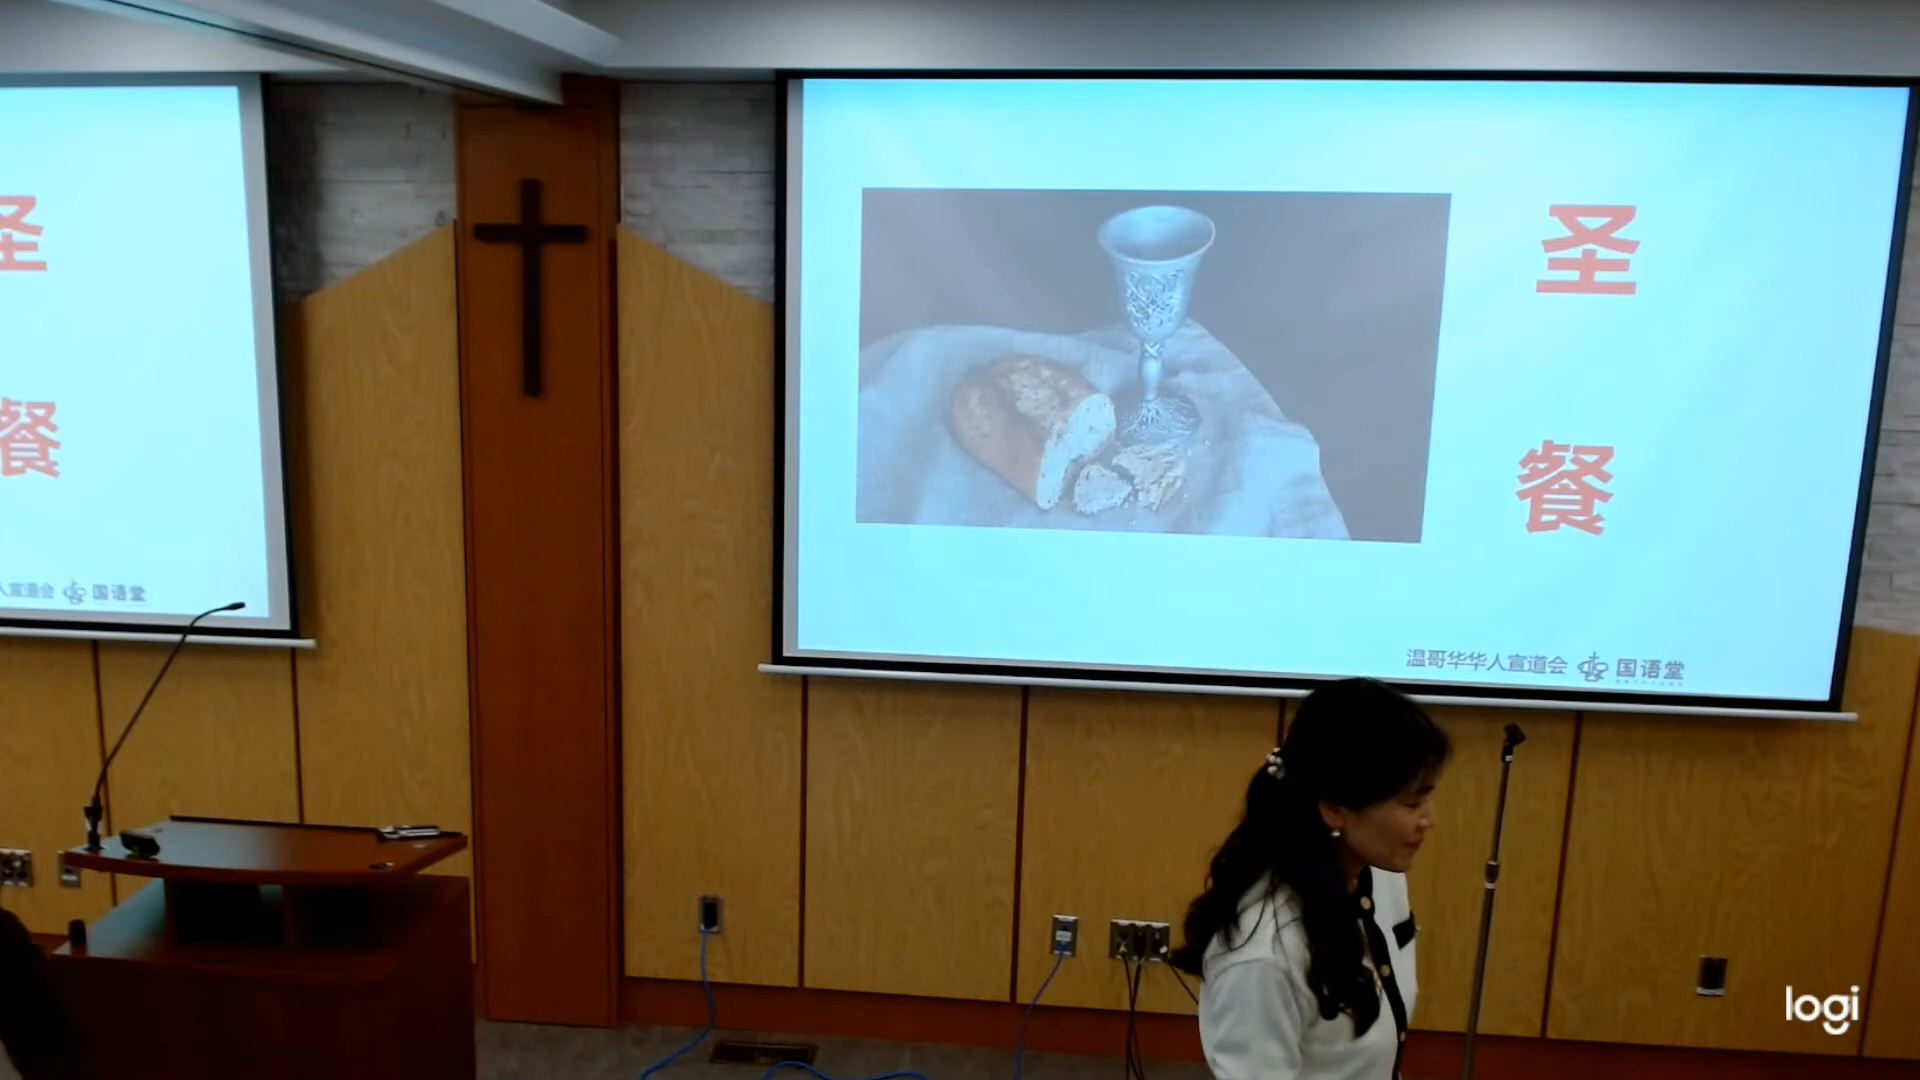 圣
餐
人宣道会 国语堂
圣
餐
温哥华华人宣道会 国语堂
logi